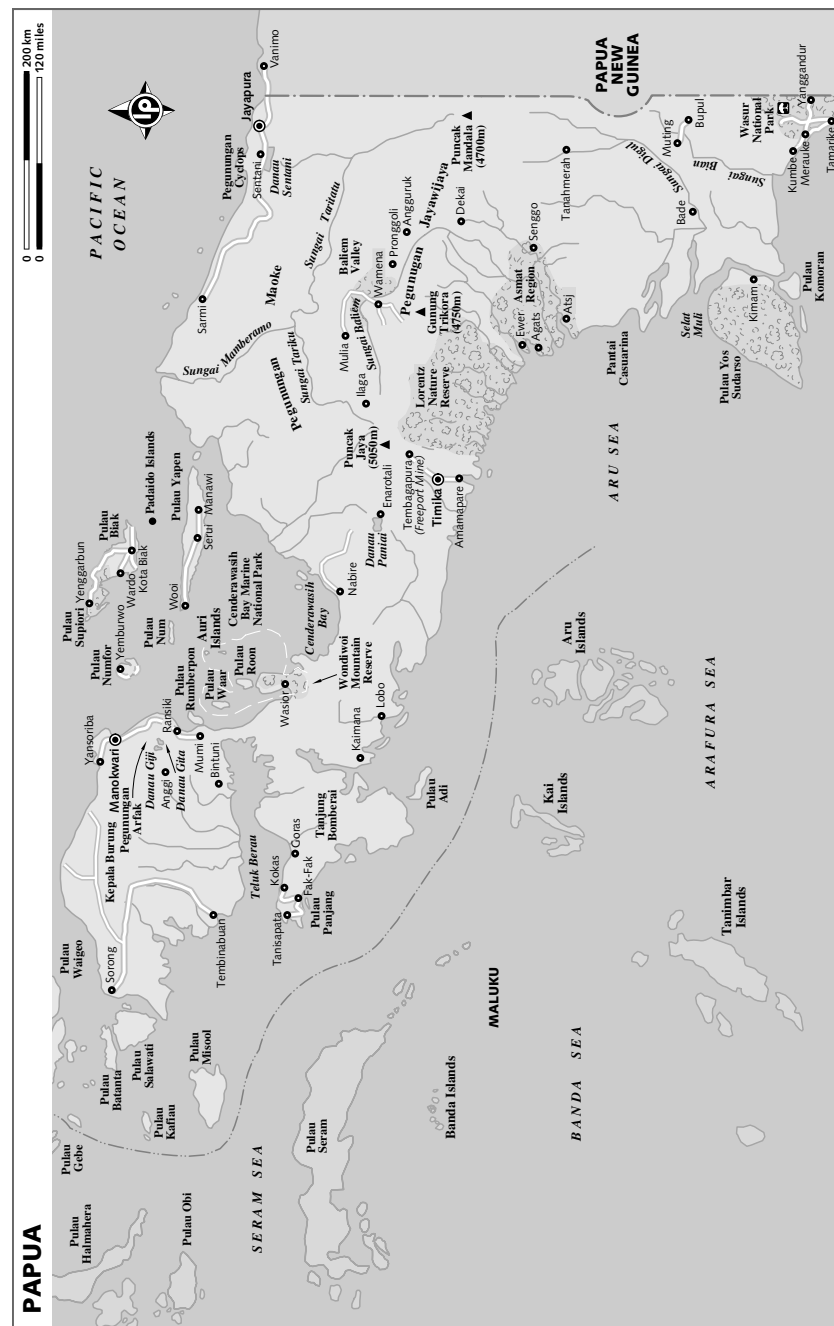 PAPUA
0 200 km
0 120 miles
PACIFIC
OCEAN
Pulau
Halmahera
Pulau
Gebe
Pulau
Waigeo
Pulau Obi
Pulau
Kafiau
Pulau
Batanta
Pulau
Salawati
Pulau
Misool
Sorong
SERAM SEA
Pulau
Seram
Banda Islands
MALUKU
BANDA SEA
Tanimbar
Islands
Kai
Islands
Aru
Islands
ARAFURA SEA
ARU SEA
Tembinabuan
Kepala Burung
Pegunungan
Arfak
Yansoriba
Manokwari
Danau Giji
Anggi
Danau Gita
Ransiki
Mumi
Bintuni
Teluk Berau
Kokas
Goras
Fak-Fak
Tanisapata
Pulau
Panjang
Tanjung
Bomberai
Pulau
Adi
Kaimana
Lobo
Pulau
Supiori
Yenggarbun
Pulau
Biak
Wardo
Kota Biak
Padaido Islands
Pulau
Numfor
Yemburwo
Pulau
Num
Wooi
Serui
Manawi
Pulau Yapen
Auri
Islands
Pulau
Rumberpon
Pulau
Waar
Pulau
Roon
Cenderawasih
Bay Marine
National Park
Cenderawasih
Bay
Wasior
Wondiwoi
Mountain
Reserve
Nabire
Danau
Paniai
Enarotali
Puncak
Jaya
(5050m)
Tembagapura
(Freeport Mine)
Timika
Amamapare
Lorentz
Nature
Reserve
Ilaga
Mulia
Sungai Baliem
Baliem
Valley
Wamena
Pronggoli
Angguruk
Gunung
Trikora
(4750m)
Pegunungan
Maoke
Pegunugan
Jayawijaya
Sungai Mamberamo
Sungai Tariku
Sungai Taritatu
Sarmi
Pegunungan
Cyclops
Sentani
Danau
Sentani
Jayapura
Vanimo
Puncak
Mandala
(4700m)
Dekai
PAPUA
NEW
GUINEA
Tanahmerah
Senggo
Asmat
Region
Ewer
Agats
Atsj
Pantai
Casuarina
Sungai Digul
Sungai Bian
Bade
Muting
Bupul
Selat
Muli
Kimam
Pulau Yos
Sudarso
Pulau
Komoran
Wasur
National
Park
Kumbe
Merauke
Yanggandur
Tamarike
lp